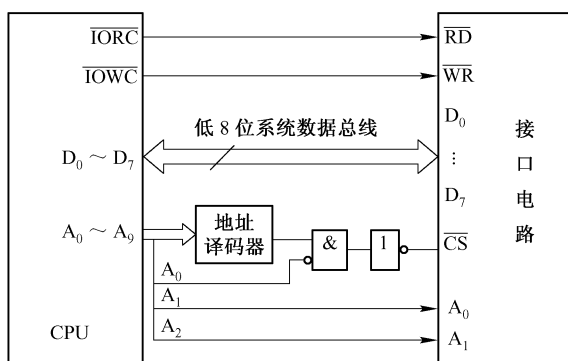 IORC
RD
IOWC
WR
低 8 位系统数据总线
D₀
D₀ ～ D₇
⋮
D₇
接口电路
A₀ ～ A₉
地址
译码器
&
1
CS
A₀
A₁
A₀
A₂
A₁
CPU